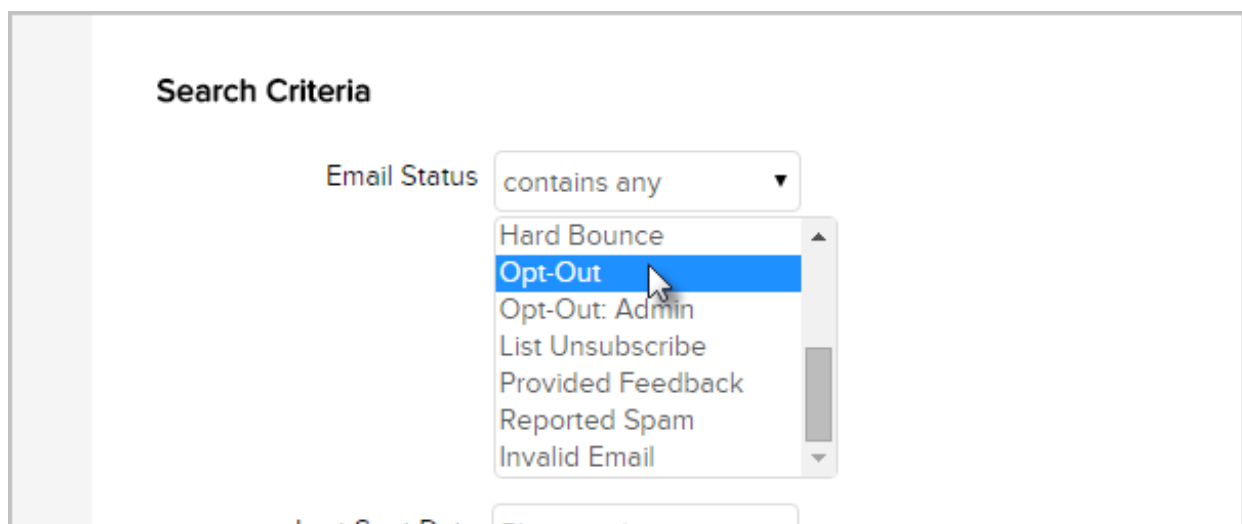 Search Criteria
Email Status contains any
Hard Bounce
Opt-Out
Opt-Out: Admin
List Unsubscribe
Provided Feedback
Reported Spam
Invalid Email